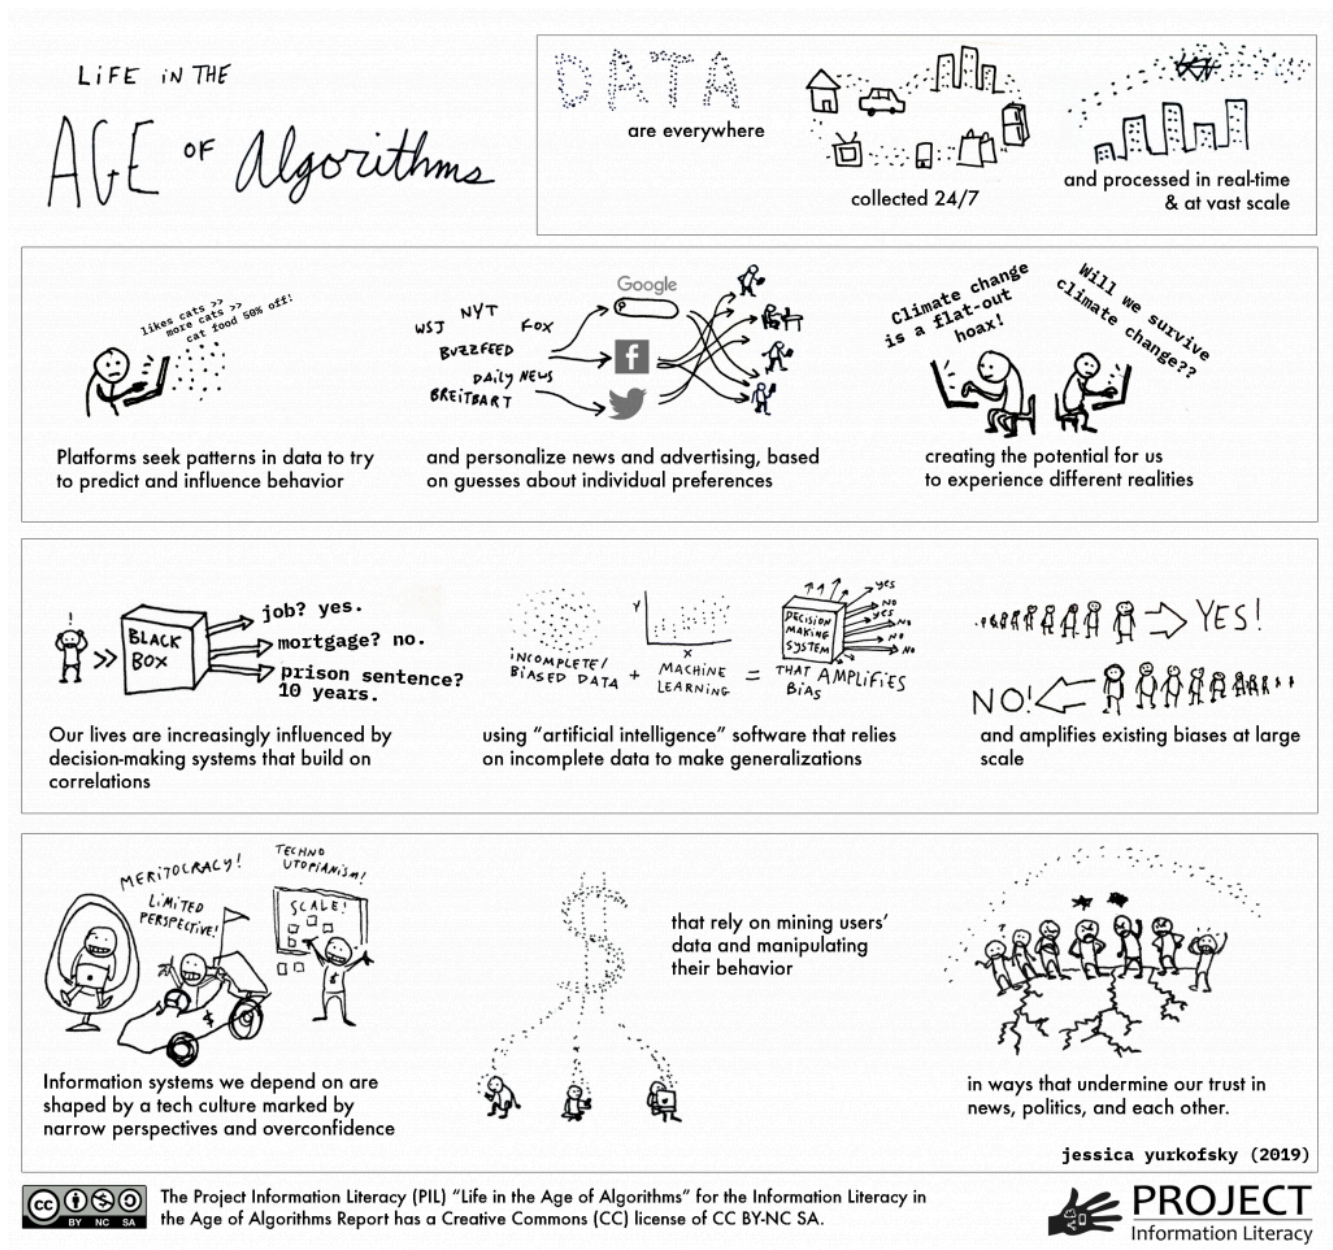 LiFE iN THE
AGE OF Algorithms
DATA
are everywhere
collected 24/7
and processed in real-time
& at vast scale
likes cats >>
more cats >>
cat food 50% off!
Platforms seek patterns in data to try
to predict and influence behavior
NYT
WSJ
FOX
BUZZFEED
DAiLy NEWS
BREiTBART
Google
f
and personalize news and advertising, based
on guesses about individual preferences
Climate change
is a flat-out
hoax!
Will we survive
climate change??
creating the potential for us
to experience different realities
!
BLACK
BOX
job? yes.
mortgage? no.
prison sentence?
10 years.
Our lives are increasingly influenced by
decision-making systems that build on
correlations
iNCOMPLETE/
BiASED DATA
+
Y
X
MACHiNE
LEARNiNG
=
DECiSiON
MAKiNG
SYSTEM
yes
NO
yes
NO
NO
NO
THAT AMPLiFiES
BiAS
using “artificial intelligence” software that relies
on incomplete data to make generalizations
YES!
NO!
and amplifies existing biases at large
scale
MERiTOCRACY!
LiMiTED
PERSPECTiVE!
TECHNO
UTOPiANiSM!
SCALE!
Information systems we depend on are
shaped by a tech culture marked by
narrow perspectives and overconfidence
$
that rely on mining users’
data and manipulating
their behavior
in ways that undermine our trust in
news, politics, and each other.
jessica yurkofsky (2019)
cc BY NC SA
The Project Information Literacy (PIL) “Life in the Age of Algorithms” for the Information Literacy in
the Age of Algorithms Report has a Creative Commons (CC) license of CC BY-NC SA.
PROJECT
Information Literacy